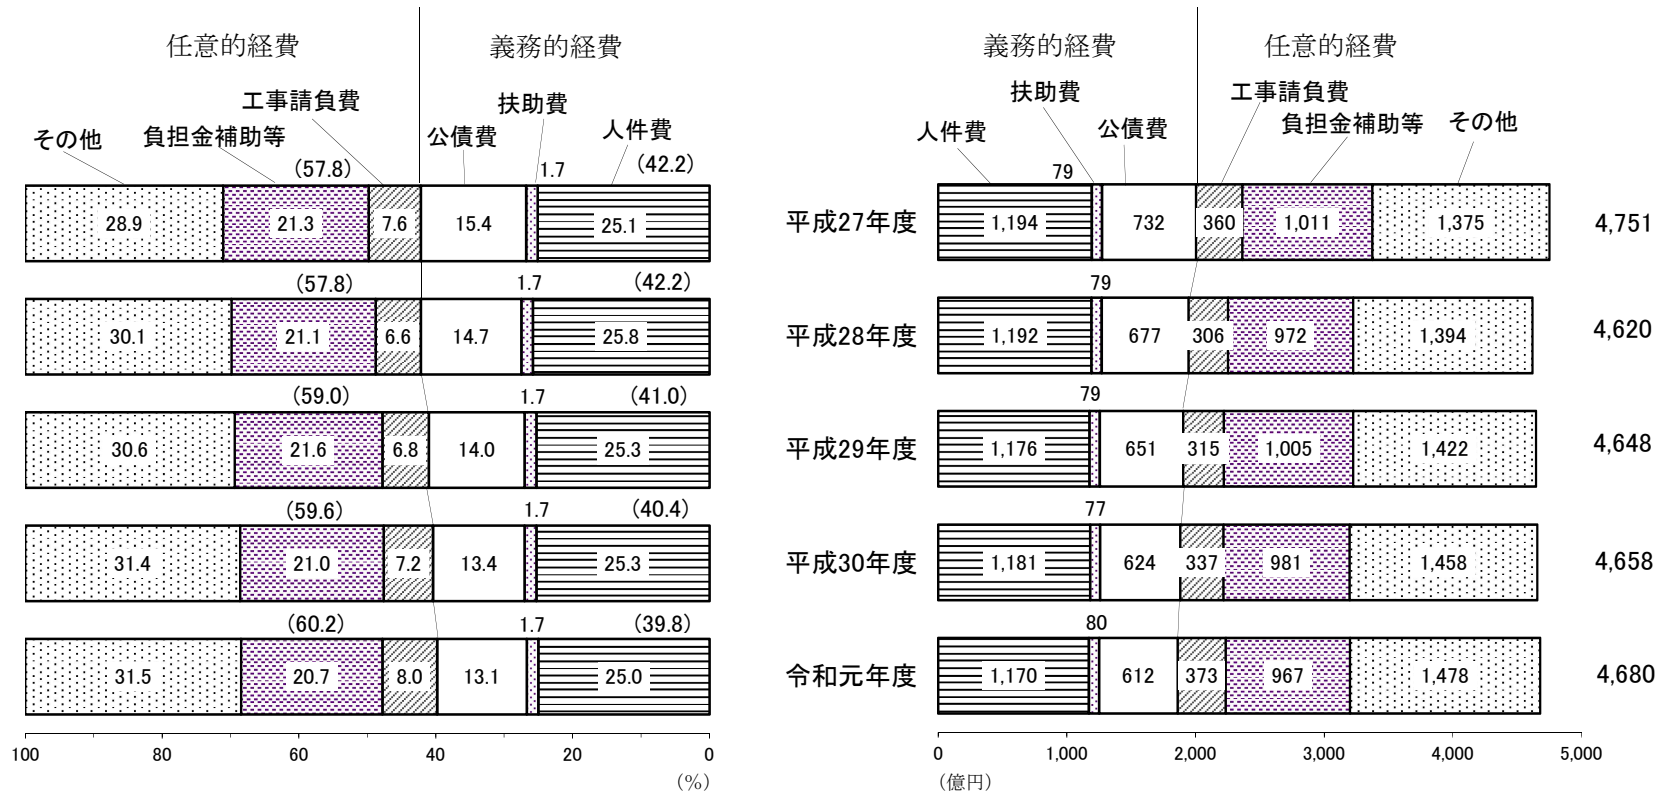 任意的経費 義務的経費 義務的経費 任意的経費
工事請負費 扶助費 扶助費 工事請負費
その他 負担金補助等 公債費 人件費 人件費 公債費 負担金補助等 その他
(57.8) 1.7 (42.2) 79
28.9 21.3 7.6 15.4 25.1 平成27年度 1,194 732 360 1,011 1,375 4,751
(57.8) 1.7 (42.2) 79
30.1 21.1 6.6 14.7 25.8 平成28年度 1,192 677 306 972 1,394 4,620
(59.0) 1.7 (41.0) 79
30.6 21.6 6.8 14.0 25.3 平成29年度 1,176 651 315 1,005 1,422 4,648
(59.6) 1.7 (40.4) 77
31.4 21.0 7.2 13.4 25.3 平成30年度 1,181 624 337 981 1,458 4,658
(60.2) 1.7 (39.8) 80
31.5 20.7 8.0 13.1 25.0 令和元年度 1,170 612 373 967 1,478 4,680
100 80 60 40 20 0 0 1,000 2,000 3,000 4,000 5,000
(%) (億円)